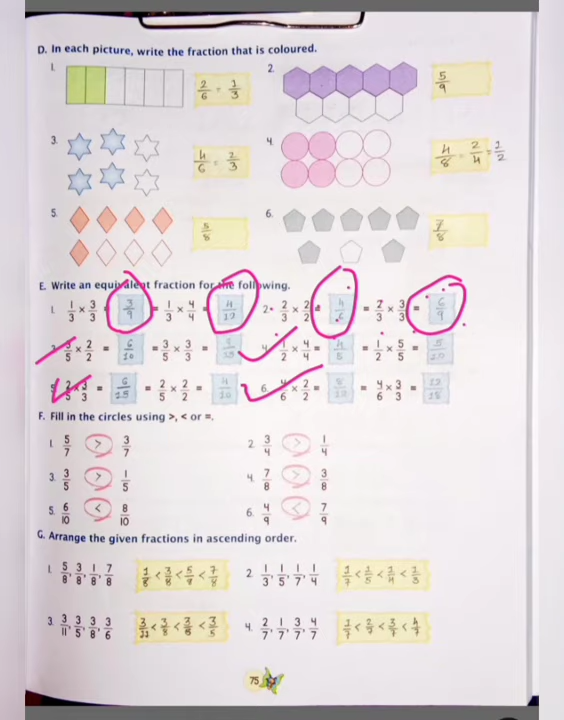 D. In each picture, write the fraction that is coloured.
1. 2/6 = 1/3 2. 5/9
3. 4/6 = 2/3 4. 4/8 = 2/4 = 1/2
5. 5/8 6. 7/8
E. Write an equivalent fraction for the following.
1. 1/3 × 3/3 = 3/9 = 1/3 × 4/4 = 4/12 2. 2/3 × 2/2 = 4/6 = 2/3 × 3/3 = 6/9
3/5 × 2/2 = 6/10 = 3/5 × 3/3 = 9/15 4. 1/2 × 4/4 = 4/8 = 1/2 × 5/5 = 5/10
5. 2/5 × 3/3 = 6/15 = 2/5 × 2/2 = 4/10 6. 4/6 × 2/2 = 8/10 = 4/6 × 3/3 = 12/18
F. Fill in the circles using >, < or =.
1. 5/7 > 3/7 2. 3/4 > 1/4
3. 3/5 > 1/5 4. 7/8 > 3/8
5. 6/10 < 8/10 6. 4/9 < 7/9
G. Arrange the given fractions in ascending order.
1. 5/8, 3/8, 1/8, 7/8 1/8 < 3/8 < 5/8 < 7/8 2. 1/3, 1/5, 1/7, 1/4 1/7 < 1/5 < 1/4 < 1/3
3. 3/11, 3/5, 3/8, 3/6 3/11 < 3/8 < 3/6 < 3/5 4. 2/7, 1/7, 3/7, 4/7 1/7 < 2/7 < 3/7 < 4/7
75